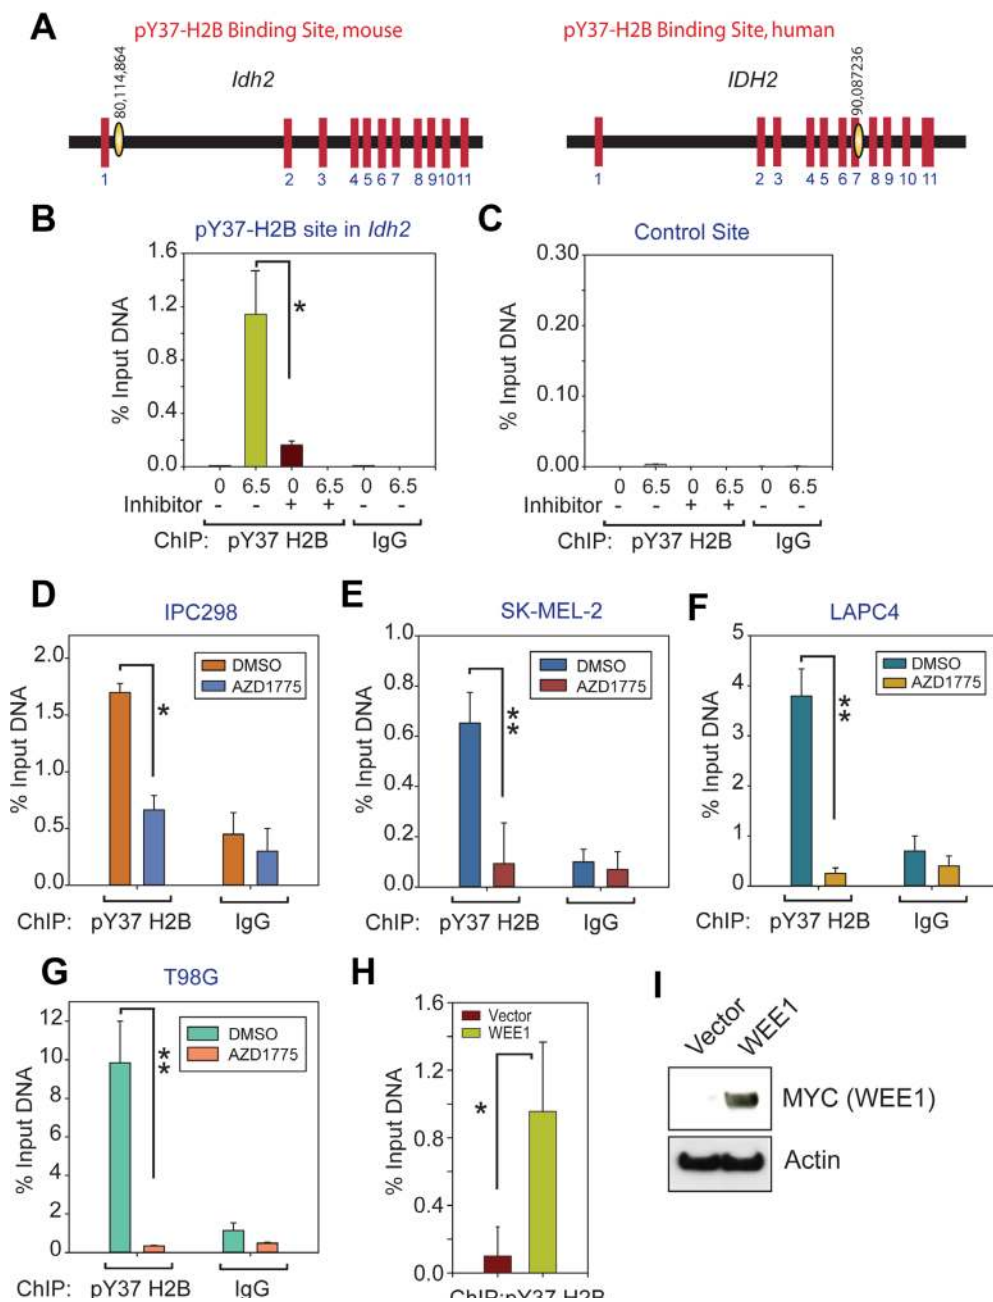 A
pY37-H2B Binding Site, mouse
pY37-H2B Binding Site, human
80,114,864
Idh2
90,087236
IDH2
1 2 3 4 5 6 7 8 9 10 11
1 2 3 4 5 6 7 8 9 10 11
B
pY37-H2B site in Idh2
% Input DNA
1.6
1.2
0.8
0.4
0.0
*
0 6.5 0 6.5 0 6.5
Inhibitor - - + + - -
ChIP: pY37 H2B IgG
C
Control Site
% Input DNA
0.30
0.20
0.10
0.00
0 6.5 0 6.5 0 6.5
Inhibitor - - + + - -
ChIP: pY37 H2B IgG
D
IPC298
% Input DNA
2.0
1.5
1.0
0.5
0.0
DMSO
AZD1775
*
ChIP: pY37 H2B IgG
E
SK-MEL-2
% Input DNA
1.0
0.8
0.6
0.4
0.2
0.0
DMSO
AZD1775
**
ChIP: pY37 H2B IgG
F
LAPC4
% Input DNA
5
4
3
2
1
0
DMSO
AZD1775
**
ChIP: pY37 H2B IgG
G
T98G
% Input DNA
12
10
8
6
4
2
0
DMSO
AZD1775
**
ChIP: pY37 H2B IgG
H
% Input DNA
1.6
1.2
0.8
0.4
0.0
Vector
WEE1
*
ChIP:pY37 H2B
I
Vector
WEE1
MYC (WEE1)
Actin